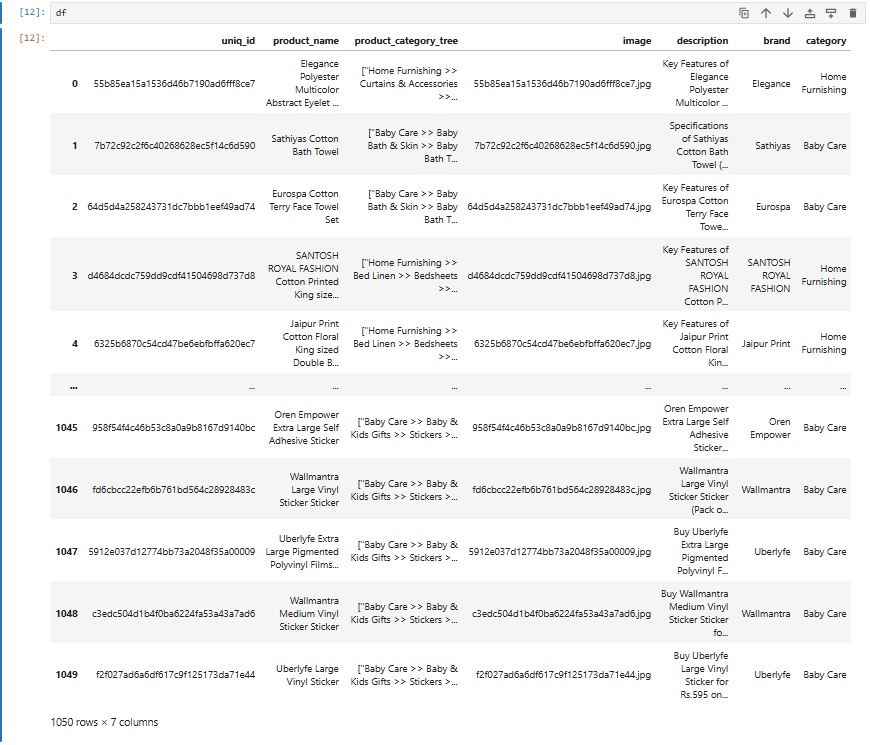 [12]: df
[12]:
uniq_id product_name product_category_tree image description brand category
0 55b85ea15a1536d46b7190ad6fff8ce7 Elegance Polyester Multicolor Abstract Eyelet ... ["Home Furnishing >> Curtains & Accessories >>... 55b85ea15a1536d46b7190ad6fff8ce7.jpg Key Features of Elegance Polyester Multicolor ... Elegance Home Furnishing
1 7b72c92c2f6c40268628ec5f14c6d590 Sathiyas Cotton Bath Towel ["Baby Care >> Baby Bath & Skin >> Baby Bath T... 7b72c92c2f6c40268628ec5f14c6d590.jpg Specifications of Sathiyas Cotton Bath Towel (... Sathiyas Baby Care
2 64d5d4a258243731dc7bbb1eef49ad74 Eurospa Cotton Terry Face Towel Set ["Baby Care >> Baby Bath & Skin >> Baby Bath T... 64d5d4a258243731dc7bbb1eef49ad74.jpg Key Features of Eurospa Cotton Terry Face Towe... Eurospa Baby Care
3 d4684dcdc759dd9cdf41504698d737d8 SANTOSH ROYAL FASHION Cotton Printed King size... ["Home Furnishing >> Bed Linen >> Bedsheets >>... d4684dcdc759dd9cdf41504698d737d8.jpg Key Features of SANTOSH ROYAL FASHION Cotton P... SANTOSH ROYAL FASHION Home Furnishing
4 6325b6870c54cd47be6ebfbffa620ec7 Jaipur Print Cotton Floral King sized Double B... ["Home Furnishing >> Bed Linen >> Bedsheets >>... 6325b6870c54cd47be6ebfbffa620ec7.jpg Key Features of Jaipur Print Cotton Floral Kin... Jaipur Print Home Furnishing
... ... ... ... ... ... ... ...
1045 958f54f4c46b53c8a0a9b8167d9140bc Oren Empower Extra Large Self Adhesive Sticker ["Baby Care >> Baby & Kids Gifts >> Stickers >... 958f54f4c46b53c8a0a9b8167d9140bc.jpg Oren Empower Extra Large Self Adhesive Sticker... Oren Empower Baby Care
1046 fd6cbcc22efb6b761bd564c28928483c Wallmantra Large Vinyl Sticker Sticker ["Baby Care >> Baby & Kids Gifts >> Stickers >... fd6cbcc22efb6b761bd564c28928483c.jpg Wallmantra Large Vinyl Sticker Sticker (Pack o... Wallmantra Baby Care
1047 5912e037d12774bb73a2048f35a00009 Uberlyfe Extra Large Pigmented Polyvinyl Films... ["Baby Care >> Baby & Kids Gifts >> Stickers >... 5912e037d12774bb73a2048f35a00009.jpg Buy Uberlyfe Extra Large Pigmented Polyvinyl F... Uberlyfe Baby Care
1048 c3edc504d1b4f0ba6224fa53a43a7ad6 Wallmantra Medium Vinyl Sticker Sticker ["Baby Care >> Baby & Kids Gifts >> Stickers >... c3edc504d1b4f0ba6224fa53a43a7ad6.jpg Buy Wallmantra Medium Vinyl Sticker Sticker fo... Wallmantra Baby Care
1049 f2f027ad6a6df617c9f125173da71e44 Uberlyfe Large Vinyl Sticker ["Baby Care >> Baby & Kids Gifts >> Stickers >... f2f027ad6a6df617c9f125173da71e44.jpg Buy Uberlyfe Large Vinyl Sticker for Rs.595 on... Uberlyfe Baby Care
1050 rows × 7 columns